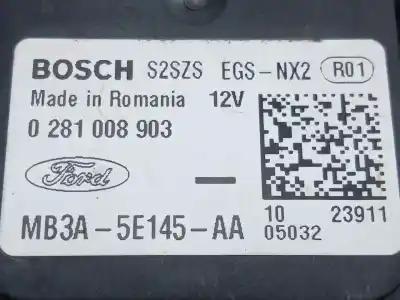 BOSCH S2SZS EGS-NX2 R01
Made in Romania 12V
0 281 008 903
Ford
MB3A-5E145-AA
10 23911
05032